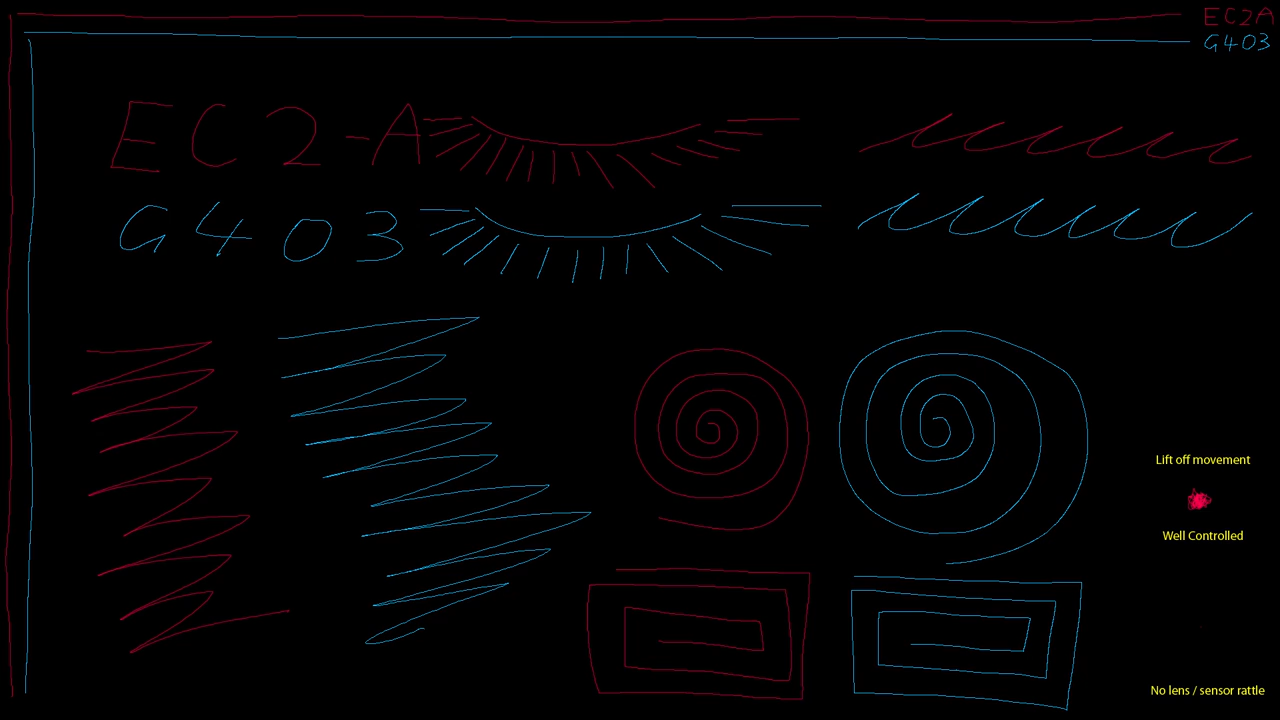 EC2A
G403
EC2-A
G403
Lift off movement
Well Controlled
No lens / sensor rattle